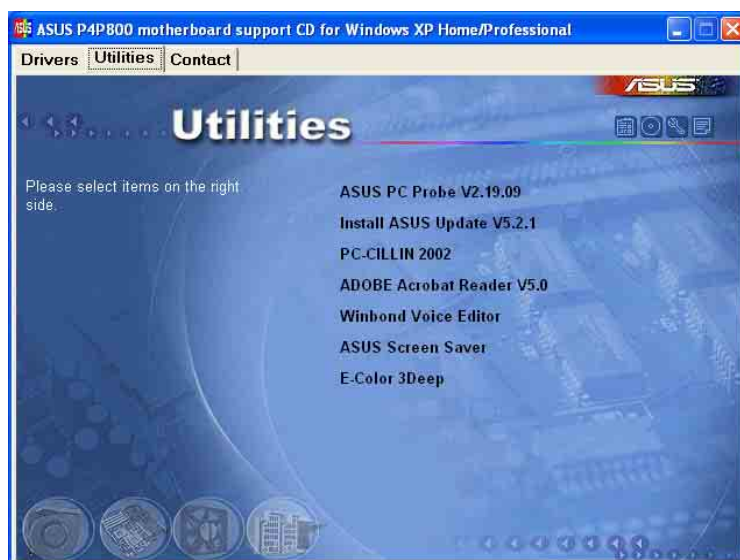 ASUS P4P800 motherboard support CD for Windows XP Home/Professional
Drivers Utilities Contact
ASUS
Utilities
Please select items on the right
side.
ASUS PC Probe V2.19.09
Install ASUS Update V5.2.1
PC-CILLIN 2002
ADOBE Acrobat Reader V5.0
Winbond Voice Editor
ASUS Screen Saver
E-Color 3Deep